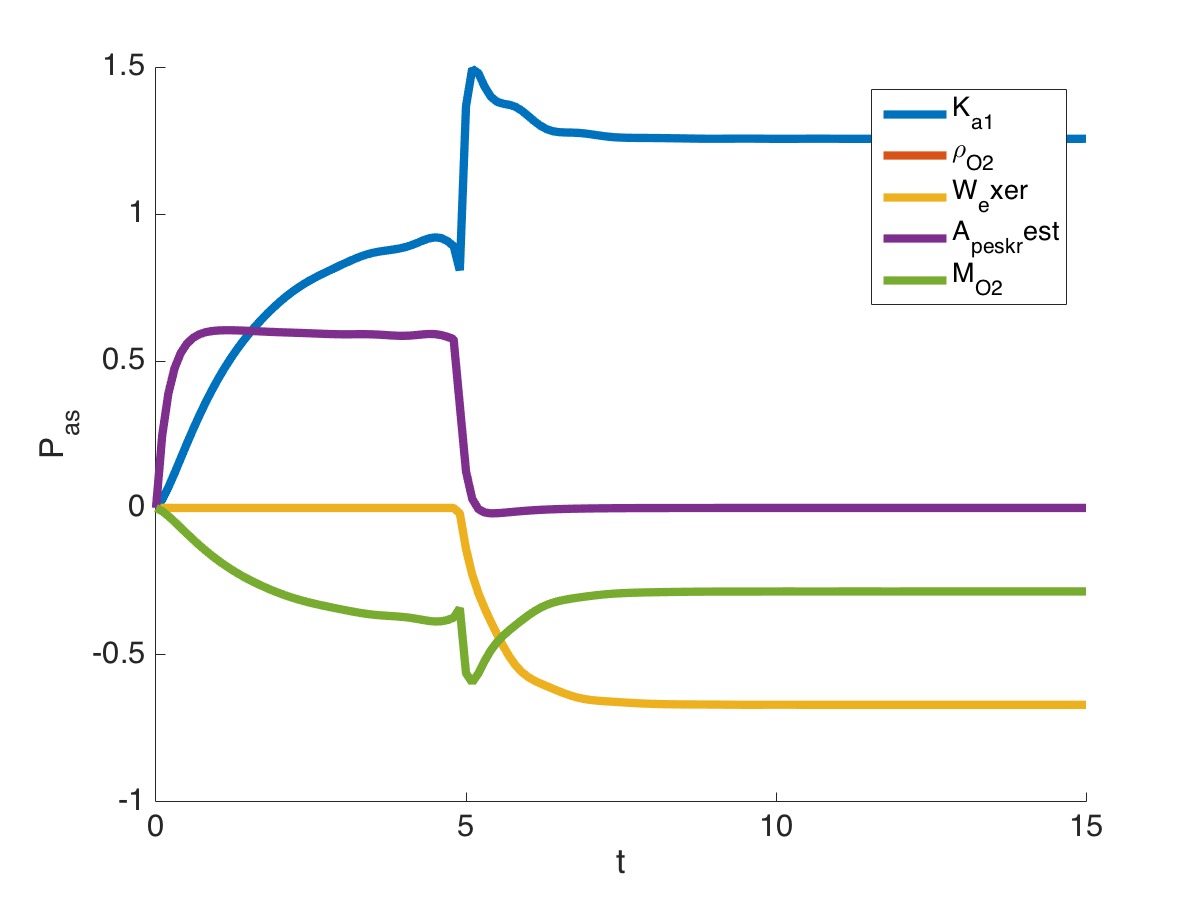 1.5
1
0.5
0
-0.5
-1
0 5 10 15
t
P_as
K_a1
ρ_O2
W_exer
A_peskrest
M_O2